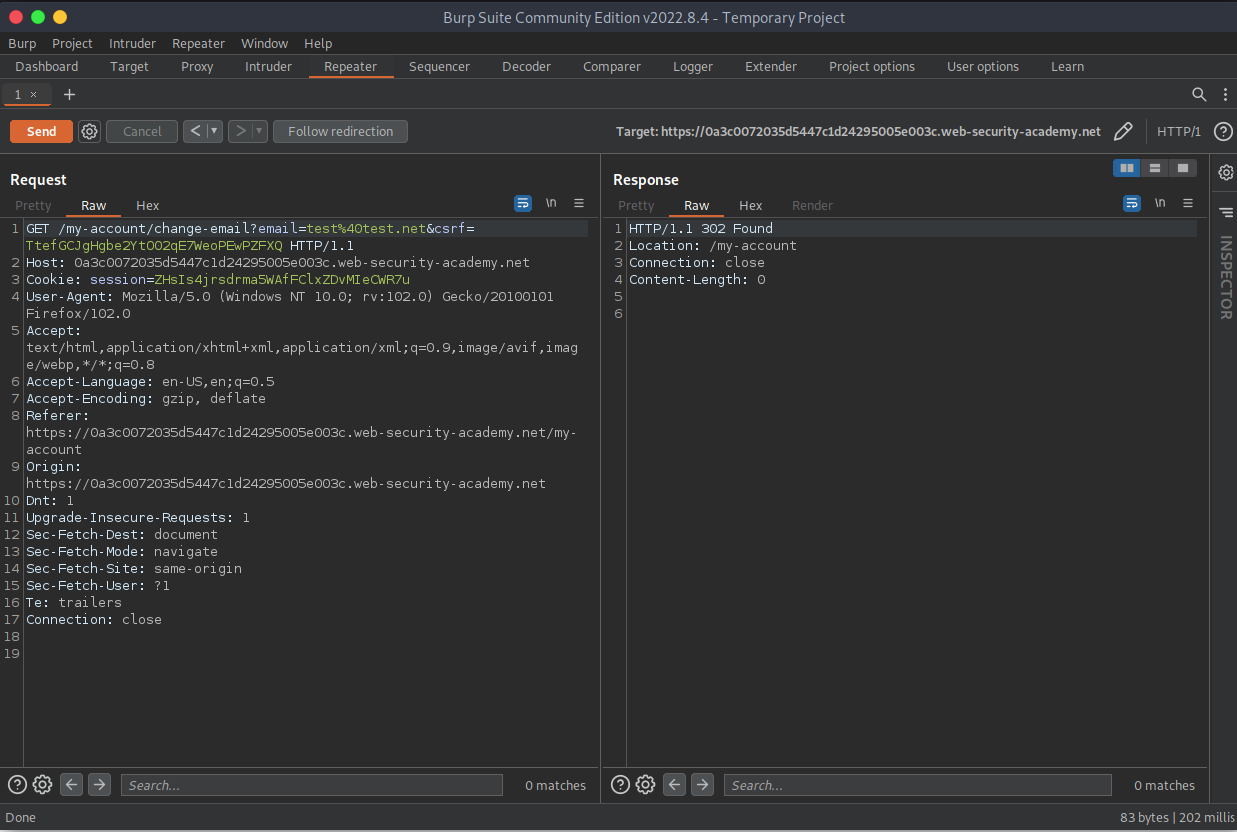 Burp Suite Community Edition v2022.8.4 - Temporary Project
Burp Project Intruder Repeater Window Help
Dashboard Target Proxy Intruder Repeater Sequencer Decoder Comparer Logger Extender Project options User options Learn
1 × +
Send Cancel < > Follow redirection Target: https://0a3c0072035d5447c1d24295005e003c.web-security-academy.net HTTP/1 ?
Request
Pretty Raw Hex \n
1 GET /my-account/change-email?email=test%40test.net&csrf=
TtefGCJgHgbe2YtO02qE7WeoPEwPZFXQ HTTP/1.1
2 Host: 0a3c0072035d5447c1d24295005e003c.web-security-academy.net
3 Cookie: session=ZHsIs4jrsdrma5WAfFClxZDvMIeCWR7u
4 User-Agent: Mozilla/5.0 (Windows NT 10.0; rv:102.0) Gecko/20100101
Firefox/102.0
5 Accept:
text/html,application/xhtml+xml,application/xml;q=0.9,image/avif,imag
e/webp,*/*;q=0.8
6 Accept-Language: en-US,en;q=0.5
7 Accept-Encoding: gzip, deflate
8 Referer:
https://0a3c0072035d5447c1d24295005e003c.web-security-academy.net/my-
account
9 Origin:
https://0a3c0072035d5447c1d24295005e003c.web-security-academy.net
10 Dnt: 1
11 Upgrade-Insecure-Requests: 1
12 Sec-Fetch-Dest: document
13 Sec-Fetch-Mode: navigate
14 Sec-Fetch-Site: same-origin
15 Sec-Fetch-User: ?1
16 Te: trailers
17 Connection: close
18
19
? Search... 0 matches
Response
Pretty Raw Hex Render \n
1 HTTP/1.1 302 Found
2 Location: /my-account
3 Connection: close
4 Content-Length: 0
5
6
? Search... 0 matches
INSPECTOR
Done 83 bytes | 202 millis